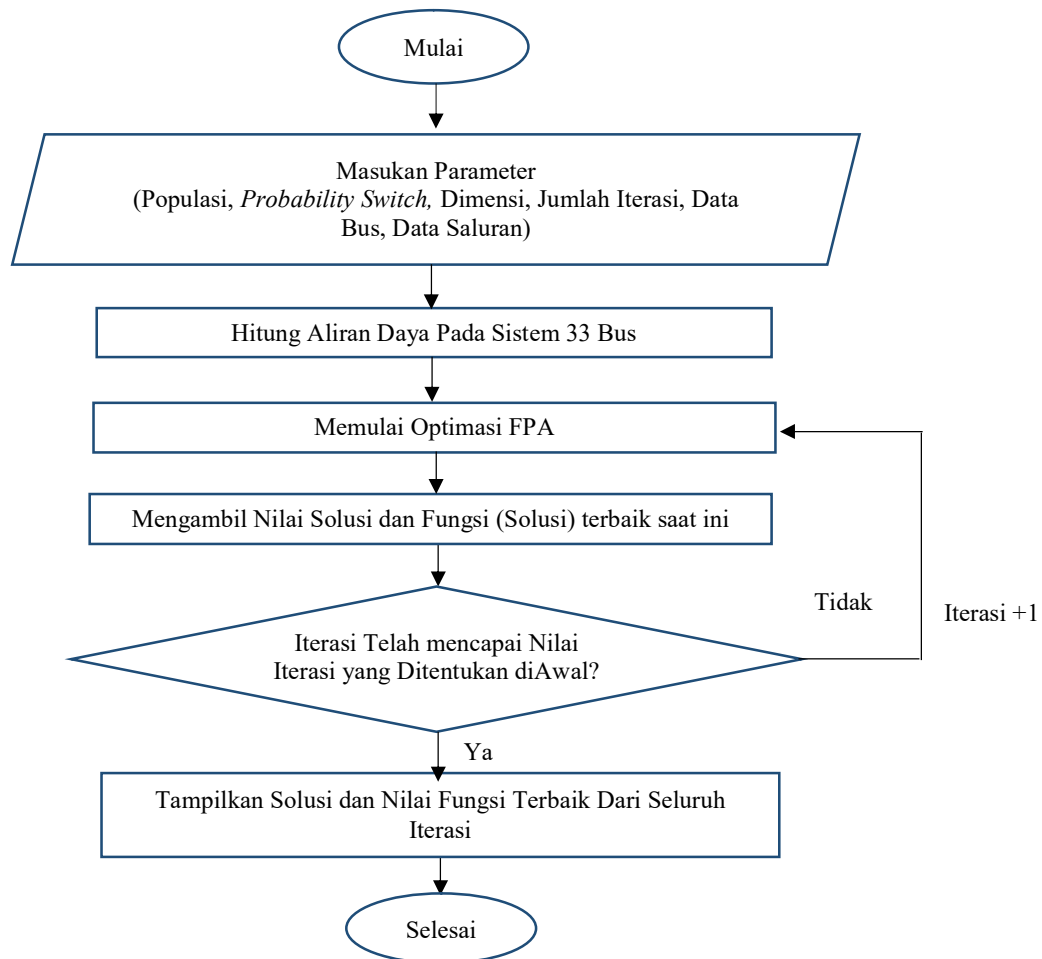 Mulai
Masukan Parameter
(Populasi, Probability Switch, Dimensi, Jumlah Iterasi, Data
Bus, Data Saluran)
Hitung Aliran Daya Pada Sistem 33 Bus
Memulai Optimasi FPA
Mengambil Nilai Solusi dan Fungsi (Solusi) terbaik saat ini
Tidak
Iterasi +1
Iterasi Telah mencapai Nilai
Iterasi yang Ditentukan diAwal?
Ya
Tampilkan Solusi dan Nilai Fungsi Terbaik Dari Seluruh
Iterasi
Selesai